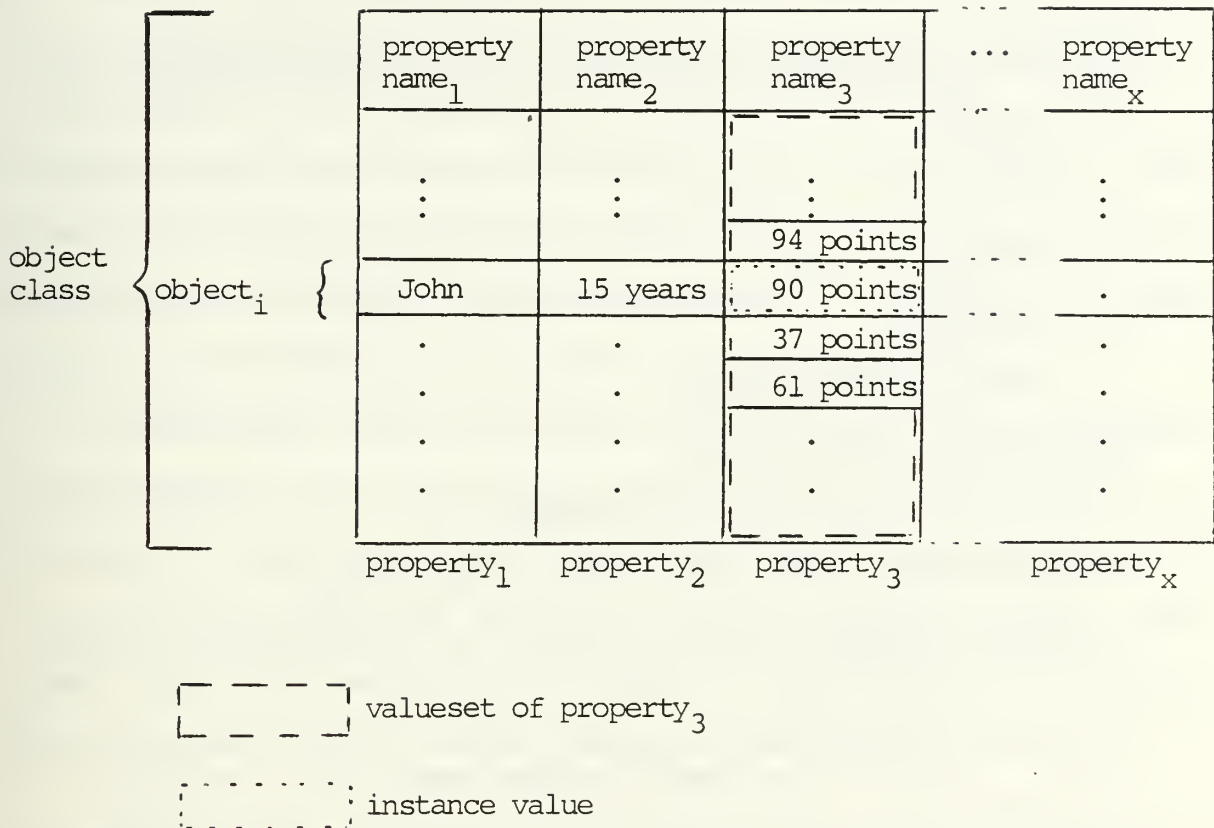 property property property ... property
name1 name2 name3 namex
94 points
object
class objecti John 15 years 90 points
37 points
61 points
property1 property2 property3 propertyx
valueset of property3
instance value